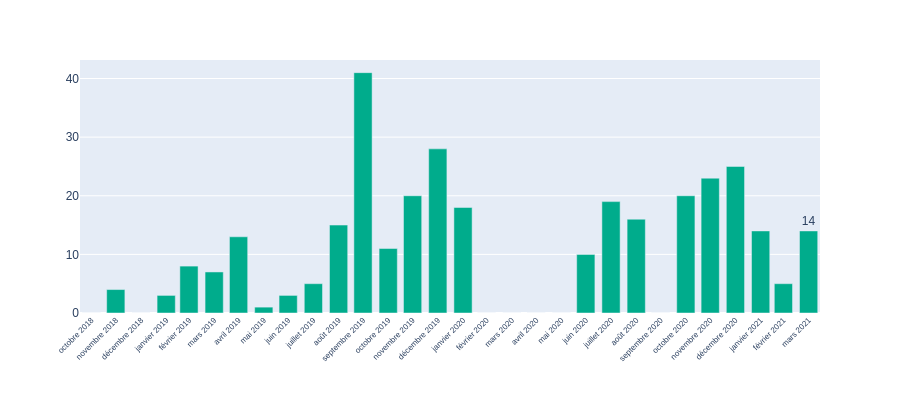 40
30
20
10
0
14
octobre 2018
novembre 2018
décembre 2018
janvier 2019
février 2019
mars 2019
avril 2019
mai 2019
juin 2019
juillet 2019
août 2019
septembre 2019
octobre 2019
novembre 2019
décembre 2019
janvier 2020
février 2020
mars 2020
avril 2020
mai 2020
juin 2020
juillet 2020
août 2020
septembre 2020
octobre 2020
novembre 2020
décembre 2020
janvier 2021
février 2021
mars 2021